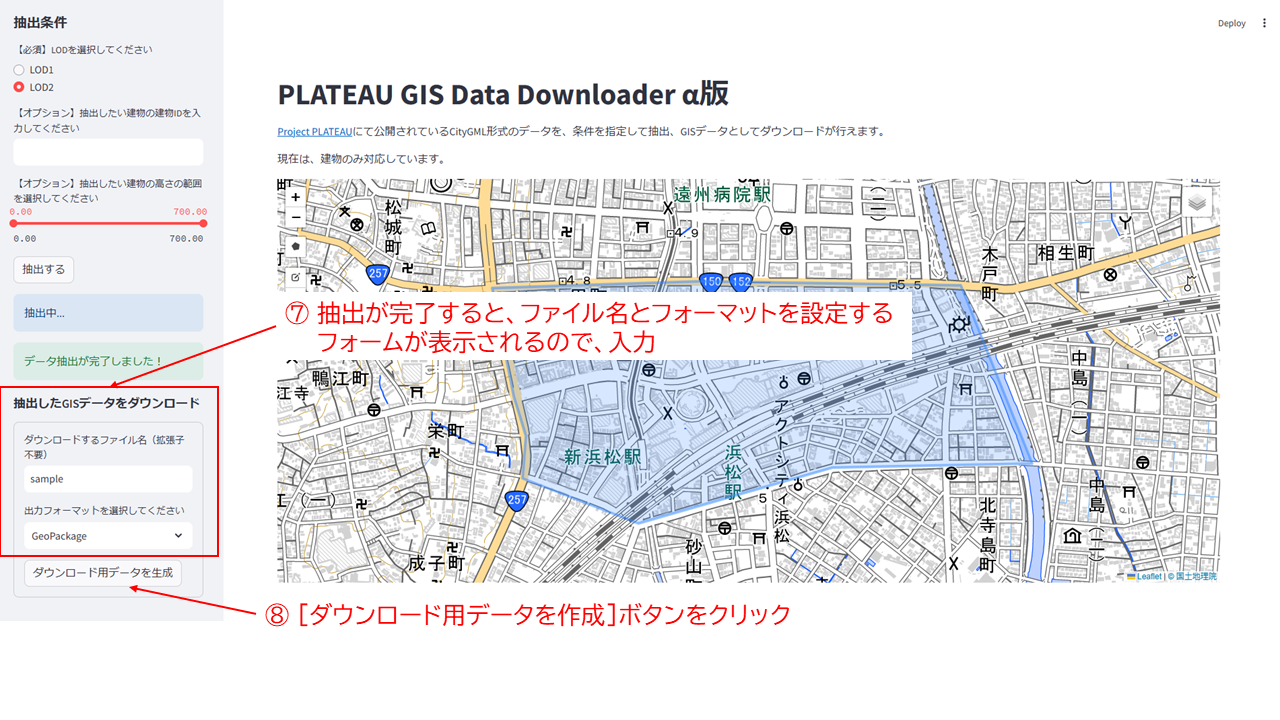 抽出条件
【必須】LODを選択してください
LOD1
LOD2
【オプション】抽出したい建物の建物IDを入
力してください
【オプション】抽出したい建物の高さの範囲
を選択してください
0.00 700.00
0.00 700.00
抽出する
抽出中...
データ抽出が完了しました！
抽出したGISデータをダウンロード
ダウンロードするファイル名（拡張子
不要）
sample
出力フォーマットを選択してください
GeoPackage
ダウンロード用データを生成
Deploy
PLATEAU GIS Data Downloader α版
Project PLATEAUにて公開されているCityGML形式のデータを、条件を指定して抽出、GISデータとしてダウンロードが行えます。
現在は、建物のみ対応しています。
+
−
遠州病院駅
松城町
4.9
木戸町
相生町
257
4.8
150
152
5.5
⑦ 抽出が完了すると、ファイル名とフォーマットを設定する
フォームが表示されるので、入力
鴨江町
江寺
中島(一)
栄町
アクトシティ浜松
新浜松駅
浜松駅
5
257
江(一)
中島(二)
北寺島町
成子町
砂山町
Leaflet | © 国土地理院
⑧ [ダウンロード用データを作成]ボタンをクリック